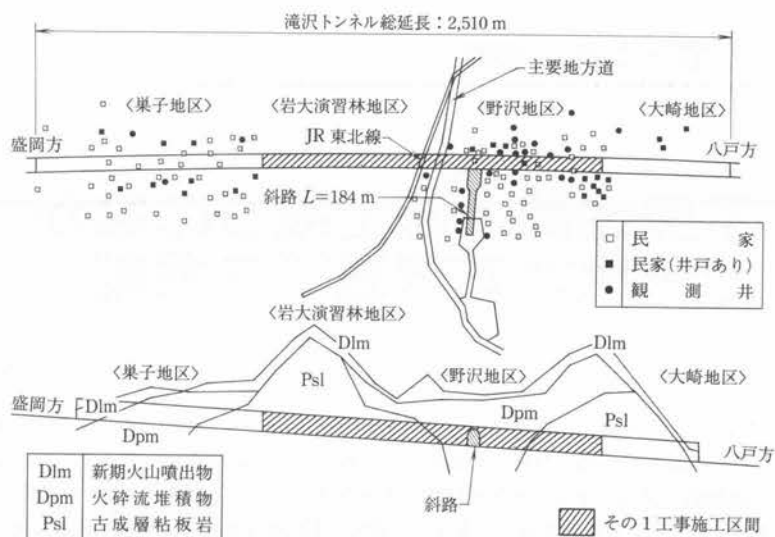 滝沢トンネル総延長：2,510 m
主要地方道
〈巣子地区〉
〈岩大演習林地区〉
〈野沢地区〉
〈大崎地区〉
盛岡方
JR東北線
八戸方
斜路 L=184 m
□ 民家
■ 民家（井戸あり）
● 観測井
〈岩大演習林地区〉
Dlm
Dlm
〈巣子地区〉
〈野沢地区〉
〈大崎地区〉
Psl
盛岡方
Dlm
Dpm
Psl
Dpm
八戸方
Dlm 新期火山噴出物
Dpm 火砕流堆積物
Psl 古成層粘板岩
斜路
その1工事施工区間